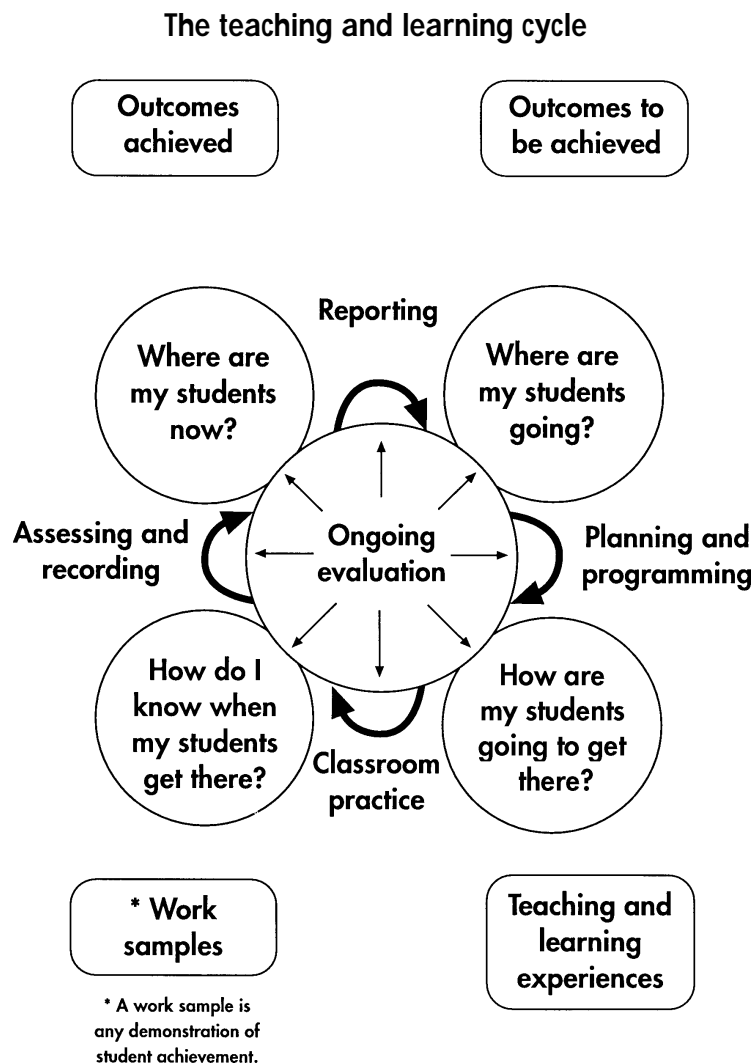 The teaching and learning cycle
Outcomes
achieved
Outcomes to
be achieved
Reporting
Where are
my students
now?
Where are
my students
going?
Assessing and
recording
Ongoing
evaluation
Planning and
programming
How do I
know when
my students
get there?
How are
my students
going to get
there?
Classroom
practice
* Work
samples
Teaching and
learning
experiences
* A work sample is
any demonstration of
student achievement.